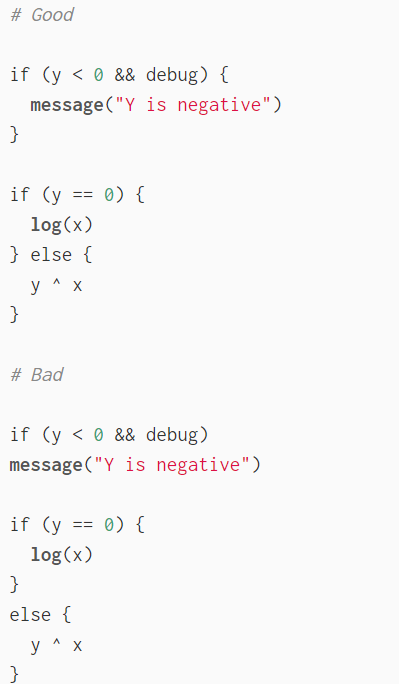 # Good
if (y < 0 && debug) {
  message("Y is negative")
}
if (y == 0) {
  log(x)
} else {
  y ^ x
}
# Bad
if (y < 0 && debug)
message("Y is negative")
if (y == 0) {
  log(x)
}
else {
  y ^ x
}